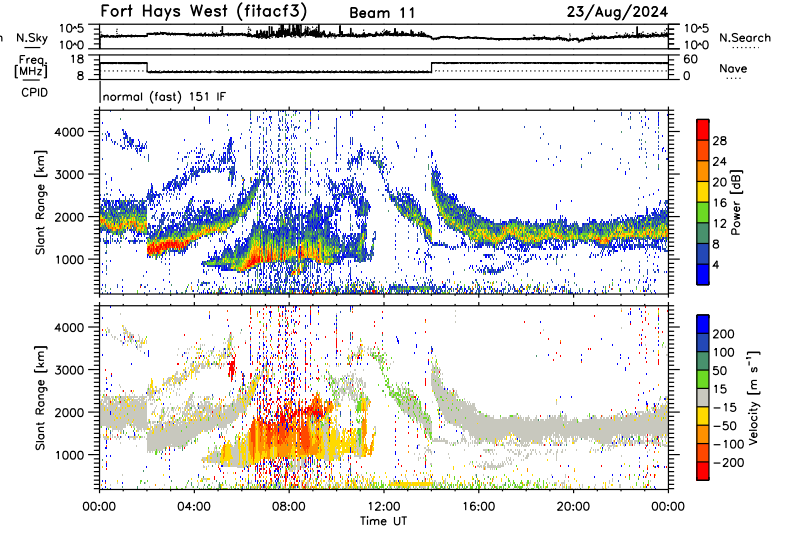 Fort Hays West (fitacf3) Beam 11 23/Aug/2024
N.Sky 10^5 10^0 10^5 10^0 N.Search
Freq. [MHz] 18 8 60 0 Nave
CPID normal (fast) 151 IF
Slant Range [km]
4000
3000
2000
1000
Power [dB]
28
24
20
16
12
8
4
Slant Range [km]
4000
3000
2000
1000
Velocity [m s⁻¹]
200
100
50
15
−15
−50
−100
−200
00:00 04:00 08:00 12:00 16:00 20:00 00:00
Time UT